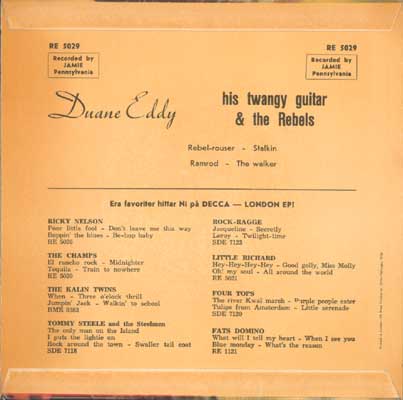 RE 5029
RE 5029
Recorded by
JAMIE
Pennsylvania
Recorded by
JAMIE
Pennsylvania
Duane Eddy
his twangy guitar
& the Rebels
Rebel-rouser - Stalkin
Ramrod - The walker
Era favoriter hittar Ni på DECCA — LONDON EP!
RICKY NELSON
Poor little fool - Don't leave me this way
Boppin' the blues - Be-bop baby
RE 5020
THE CHAMPS
El rancho rock - Midnighter
Tequila - Train to nowhere
RE 5020
THE KALIN TWINS
When - Three o'clock thrill
Jumpin' Jack - Walkin' to school
BME 9383
TOMMY STEELE and the Steelmen
The only man on the Island
I puts the lightie on
Rock around the town - Swaller tail coat
SDE 7118
ROCK-RAGGE
Jacqueline - Secretly
Leroy - Twilight-time
SDE 7123
LITTLE RICHARD
Hey-Hey-Hey-Hey - Good golly, Miss Molly
Oh! my soul - All around the world
RE 5021
FOUR TOPS
The river Kwai march - Purple people eater
Tulips from Amsterdam - Little serenade
SDE 7120
FATS DOMINO
What will I tell my heart - When I see you
Blue monday - What's the reason
RE 1121